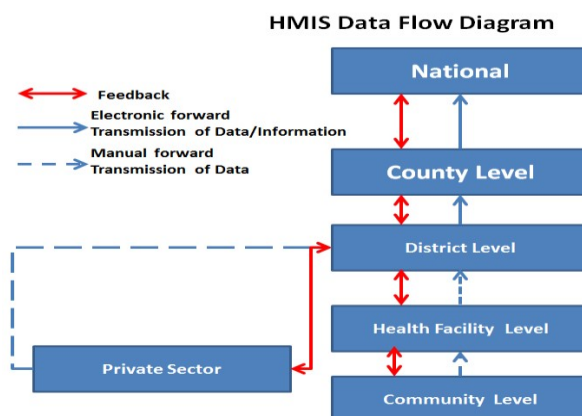 HMIS Data Flow Diagram
National
Feedback
Electronic forward
Transmission of Data/Information
Manual forward
Transmission of Data
County Level
District Level
Health Facility Level
Private Sector
Community Level